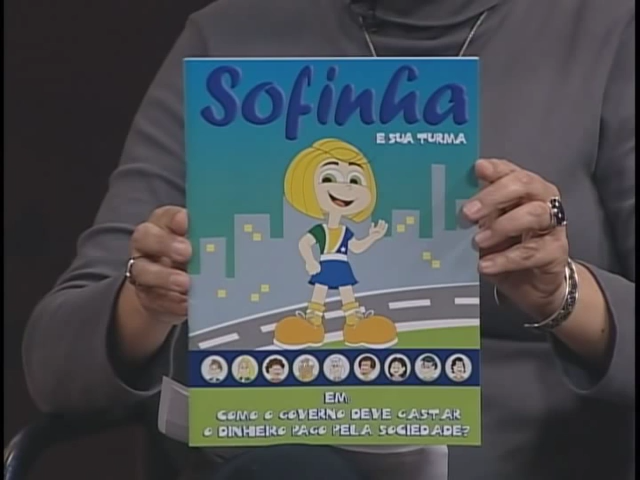 Sofinha
E SUA TURMA
EM
COMO O GOVERNO DEVE GASTAR
O DINHEIRO PAGO PELA SOCIEDADE?